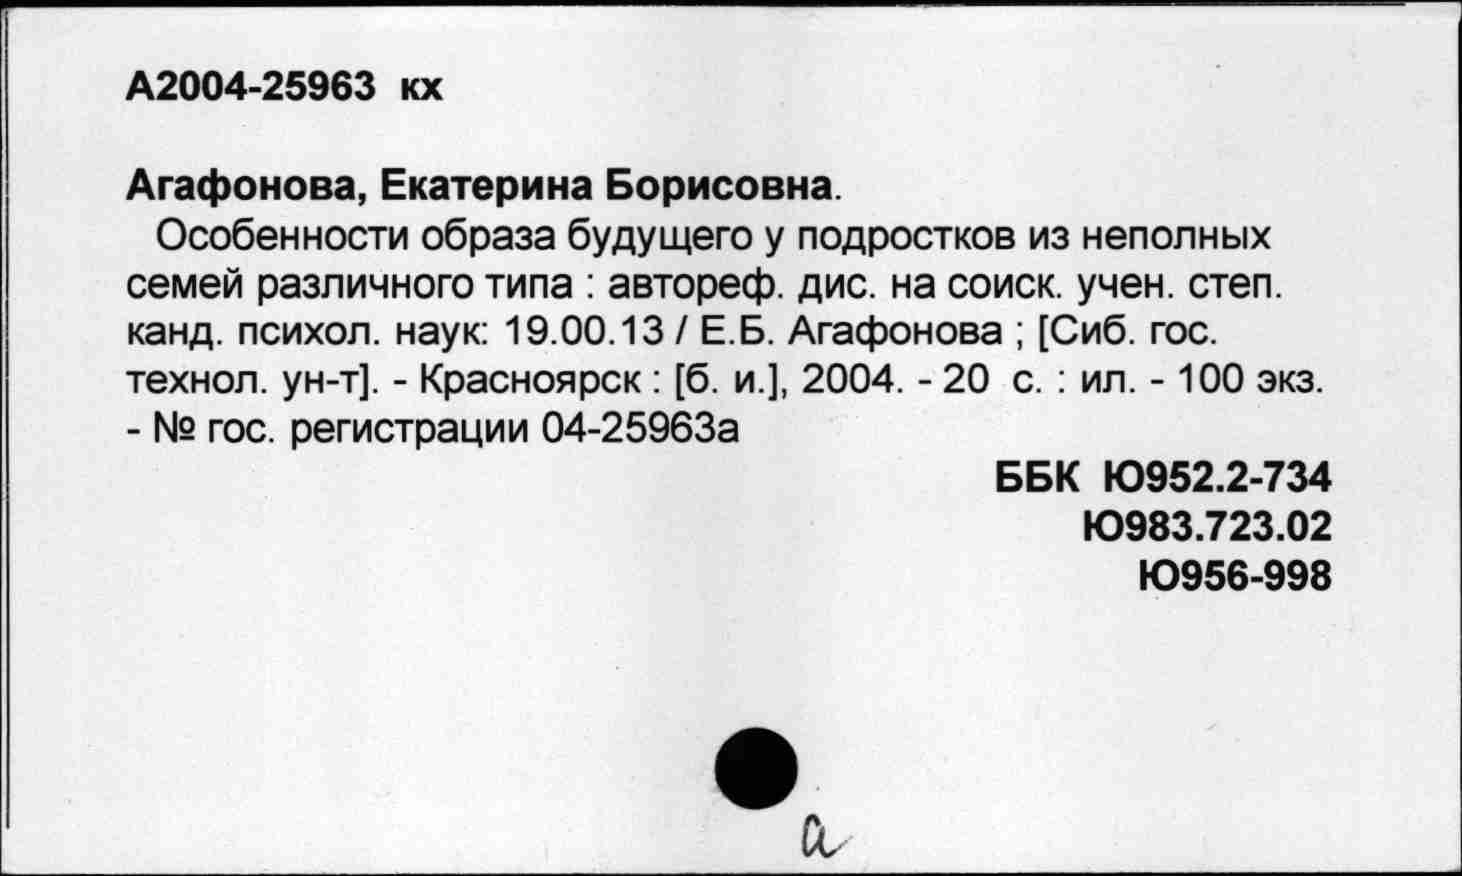 А2004-25963 кх
Агафонова, Екатерина Борисовна.
Особенности образа будущего у подростков из неполных
семей различного типа : автореф. дис. на соиск. учен. степ.
канд. психол. наук: 19.00.13 / Е.Б. Агафонова ; [Сиб. гос.
технол. ун-т]. - Красноярск : [б. и.], 2004. - 20 с. : ил. - 100 экз.
- № гос. регистрации 04-25963а
ББК Ю952.2-734
Ю983.723.02
Ю956-998
а